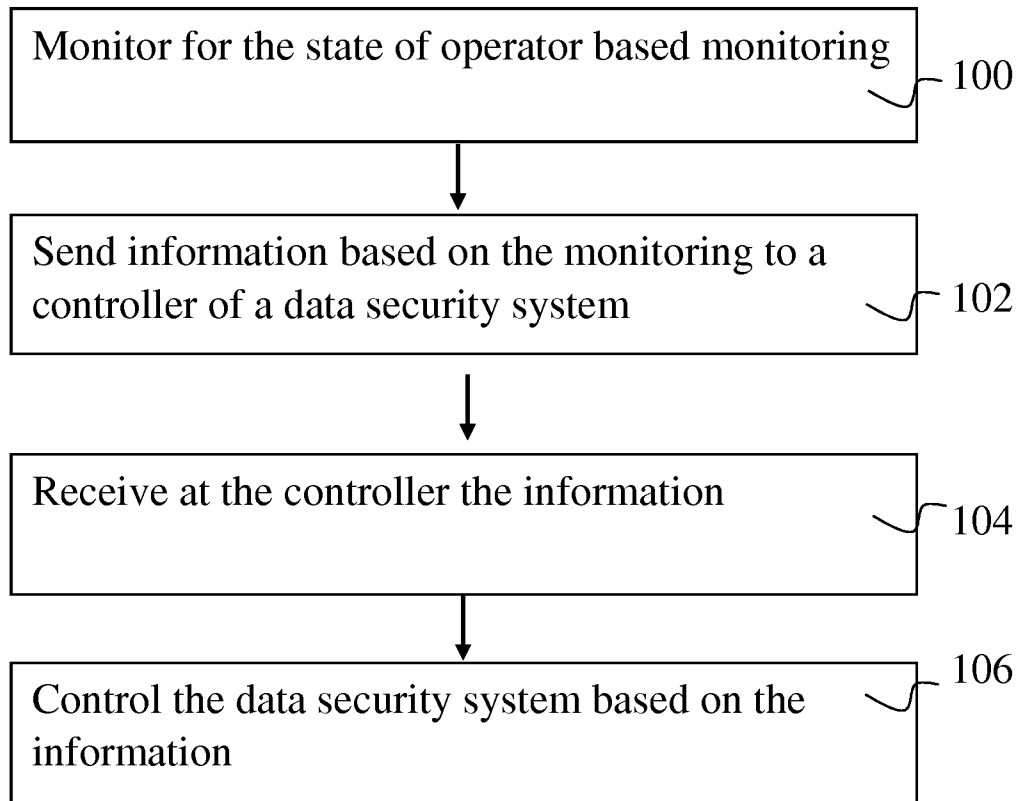 Monitor for the state of operator based monitoring
100
Send information based on the monitoring to a
controller of a data security system
102
Receive at the controller the information
104
Control the data security system based on the
information
106